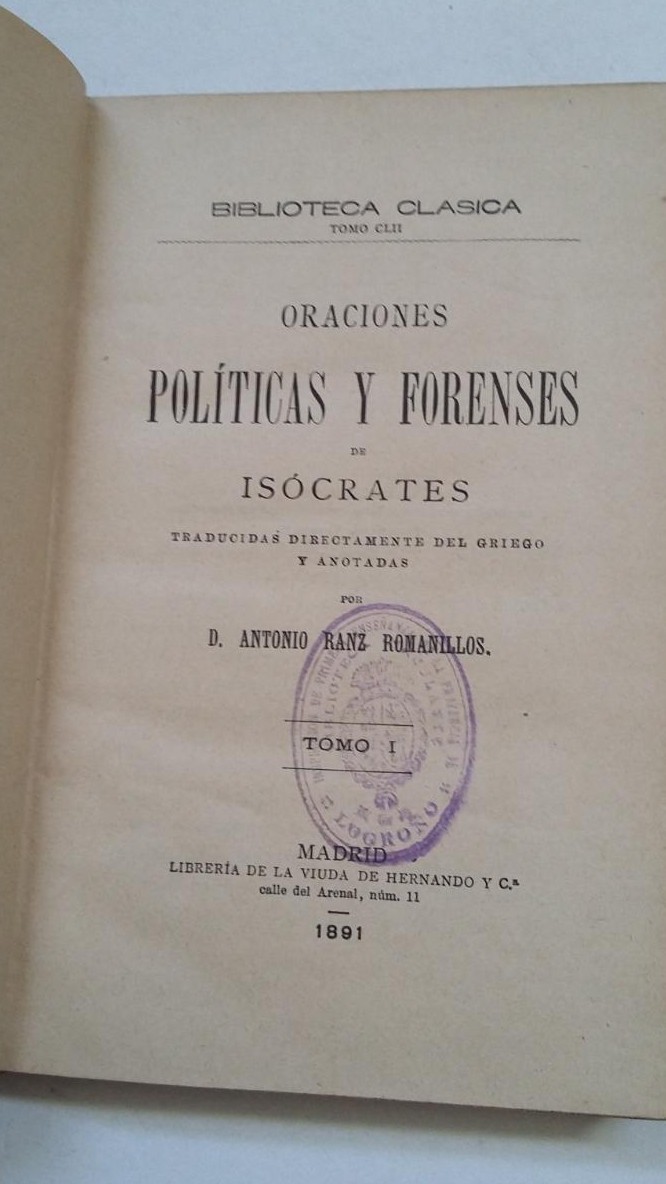 BIBLIOTECA CLASICA
TOMO CLII
ORACIONES
POLÍTICAS Y FORENSES
DE
ISÓCRATES
TRADUCIDAS DIRECTAMENTE DEL GRIEGO
Y ANOTADAS
POR
D. ANTONIO RANZ ROMANILLOS.
TOMO I
LOGROÑO
MADRID
LIBRERÍA DE LA VIUDA DE HERNANDO Y C.ª
calle del Arenal, núm. 11
1891